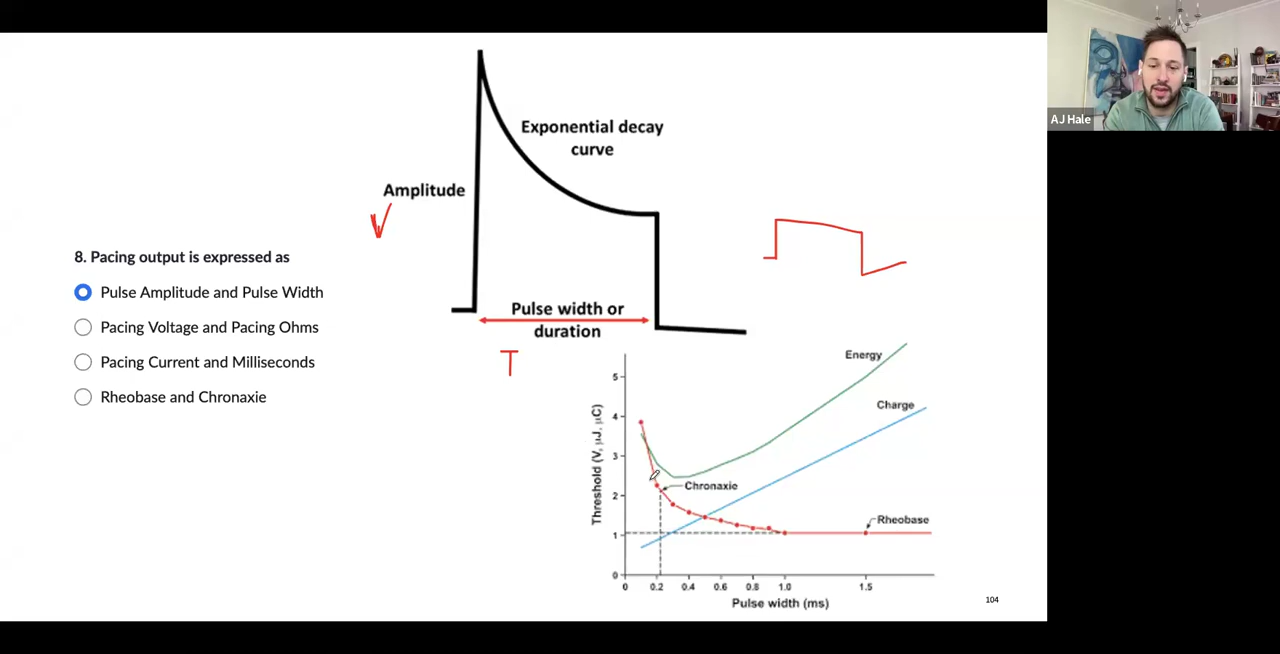 AJ Hale
Exponential decay
curve
Amplitude
V
8. Pacing output is expressed as
Pulse Amplitude and Pulse Width
Pacing Voltage and Pacing Ohms
Pacing Current and Milliseconds
Rheobase and Chronaxie
Pulse width or
duration
T
Energy
Charge
Chronaxie
Rheobase
Threshold (V, µJ, µC)
5
4
3
2
1
0
0 0.2 0.4 0.6 0.8 1.0 1.5
Pulse width (ms)
104